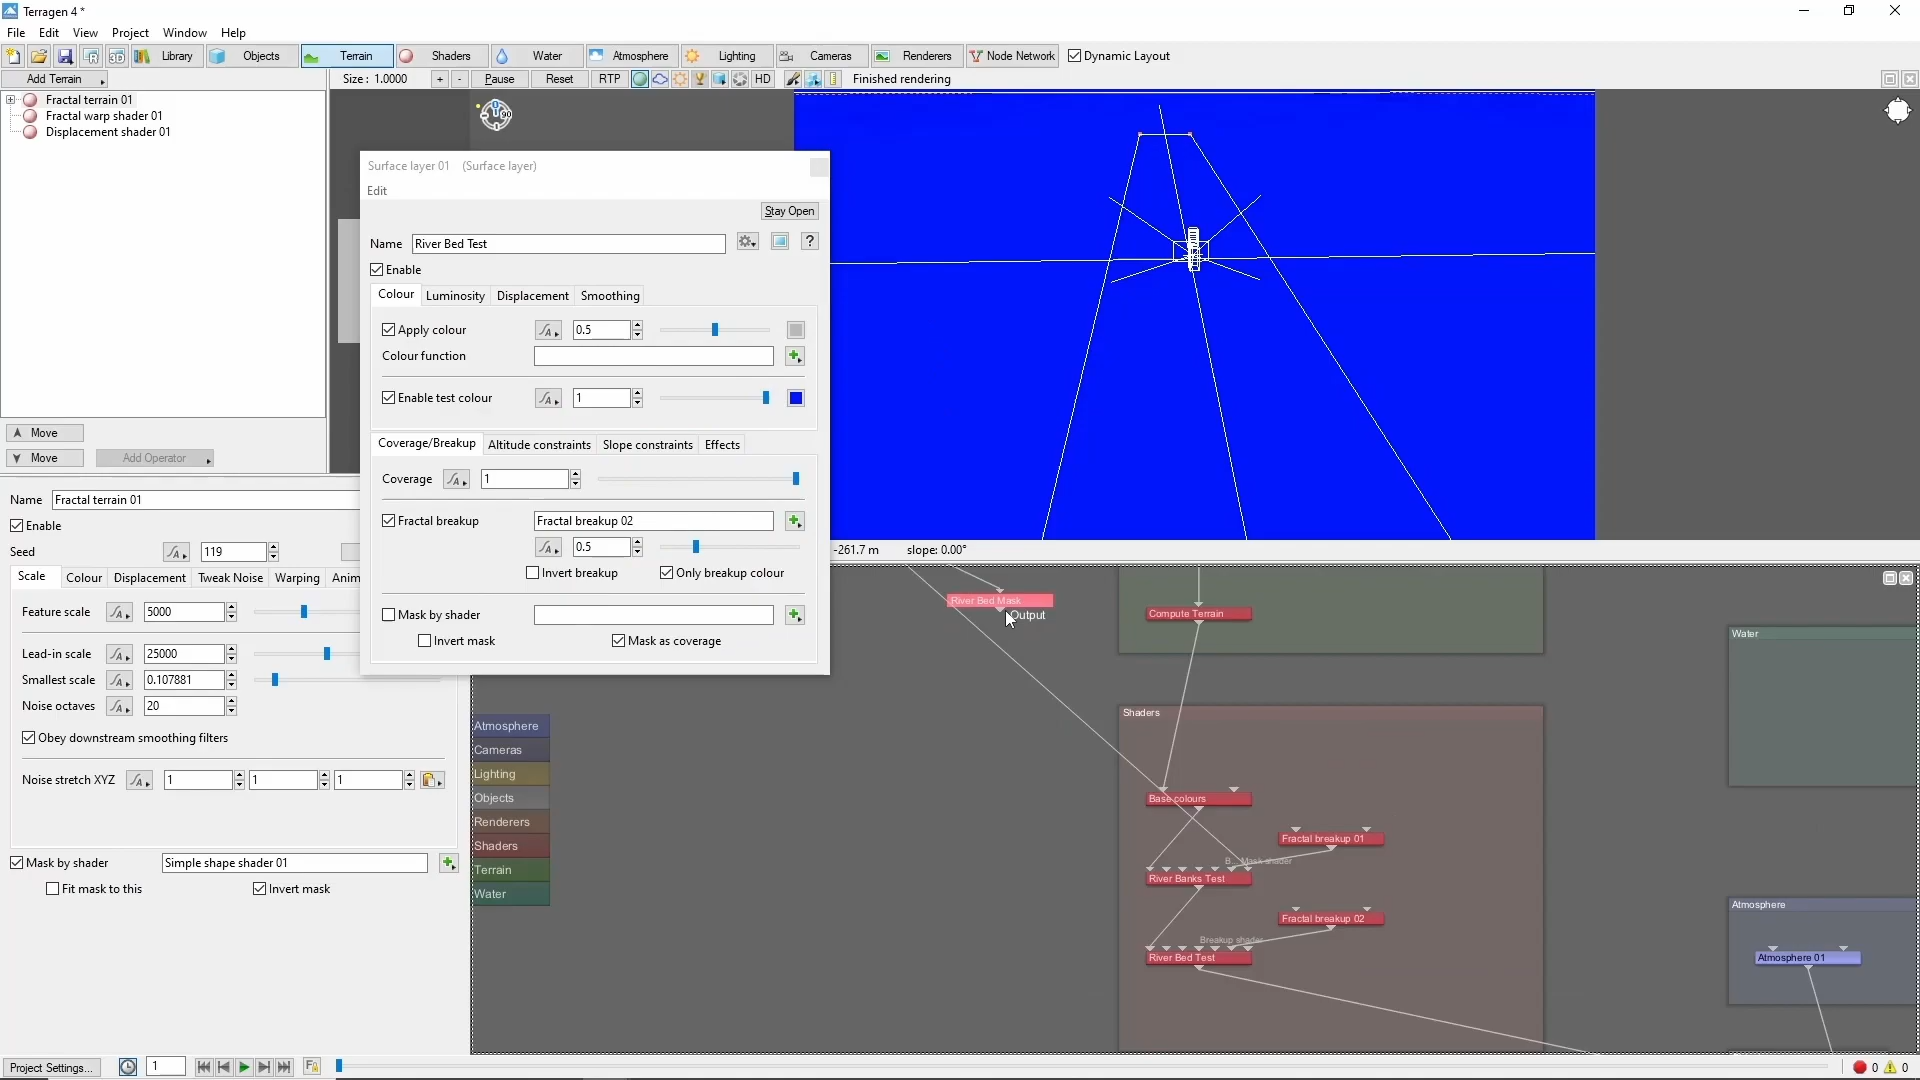 Terragen 4 *
File Edit View Project Window Help
Library Objects Terrain Shaders Water Atmosphere Lighting Cameras Renderers Node Network Dynamic Layout
Add Terrain Size : 1.0000 + - Pause Reset RTP HD Finished rendering
Fractal terrain 01
Fractal warp shader 01
Displacement shader 01
Move
Move Add Operator
Name Fractal terrain 01
Enable
Seed 119
Scale Colour Displacement Tweak Noise Warping Anim
Feature scale 5000
Lead-in scale 25000
Smallest scale 0.107881
Noise octaves 20
Obey downstream smoothing filters
Noise stretch XYZ 1 1 1
Mask by shader Simple shape shader 01
Fit mask to this Invert mask
Surface layer 01 (Surface layer)
Edit
Stay Open
Name River Bed Test ?
Enable
Colour Luminosity Displacement Smoothing
Apply colour 0.5
Colour function
Enable test colour 1
Coverage/Breakup Altitude constraints Slope constraints Effects
Coverage 1
Fractal breakup Fractal breakup 02
0.5
Invert breakup Only breakup colour
Mask by shader
Invert mask Mask as coverage
-261.7 m slope: 0.00°
River Bed Mask
Output
Compute Terrain
Water
Shaders
Base colours
Fractal breakup 01
B... Mask shader
River Banks Test
Fractal breakup 02
Breakup shader
River Bed Test
Atmosphere
Atmosphere 01
Atmosphere
Cameras
Lighting
Objects
Renderers
Shaders
Terrain
Water
Project Settings... 1 0 0